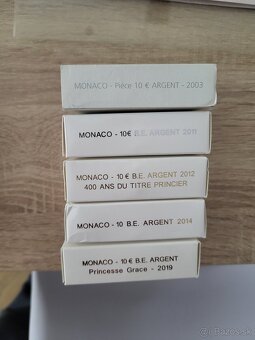 MONACO - Pièce 10 € ARGENT - 2003
MONACO - 10€ B.E. ARGENT 2011
MONACO - 10 € B.E. ARGENT 2012
400 ANS DU TITRE PRINCIER
MONACO - 10 B.E. ARGENT 2014
MONACO - 10 € B.E. ARGENT
Princesse Grace - 2019